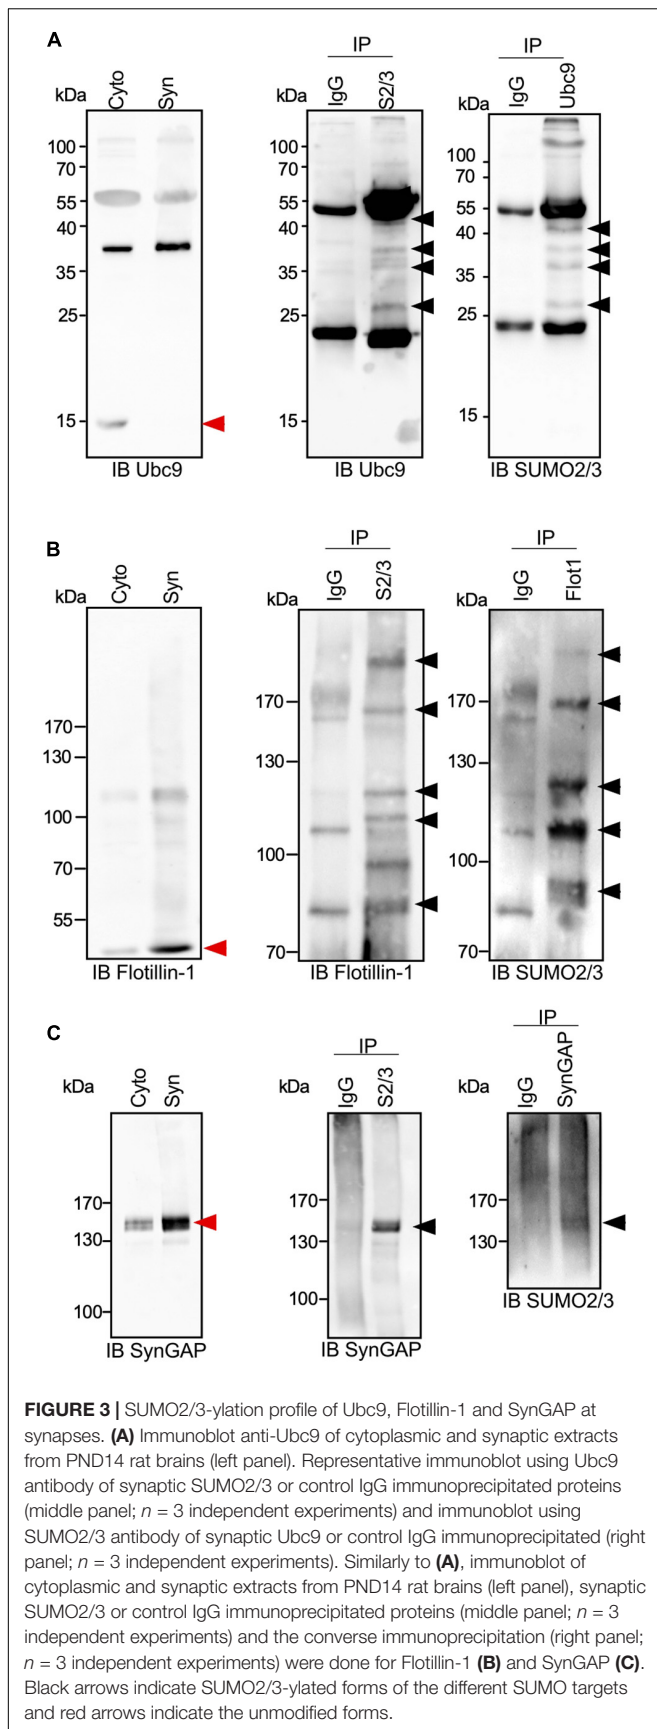 A
IP
IP
kDa
Cyto
Syn
kDa
IgG
S2/3
kDa
IgG
Ubc9
100
70
55
40
35
25
15
100
70
55
40
35
25
15
100
70
55
40
35
25
15
IB Ubc9
IB Ubc9
IB SUMO2/3
B
IP
IP
kDa
Cyto
Syn
kDa
IgG
S2/3
kDa
IgG
Flot1
170
130
100
70
55
170
130
100
70
170
130
100
70
IB Flotillin-1
IB Flotillin-1
IB SUMO2/3
C
IP
IP
kDa
Cyto
Syn
kDa
IgG
S2/3
kDa
IgG
SynGAP
170
130
100
170
130
100
170
130
IB SynGAP
IB SynGAP
IB SUMO2/3
FIGURE 3 | SUMO2/3-ylation profile of Ubc9, Flotillin-1 and SynGAP at
synapses. (A) Immunoblot anti-Ubc9 of cytoplasmic and synaptic extracts
from PND14 rat brains (left panel). Representative immunoblot using Ubc9
antibody of synaptic SUMO2/3 or control IgG immunoprecipitated proteins
(middle panel; n = 3 independent experiments) and immunoblot using
SUMO2/3 antibody of synaptic Ubc9 or control IgG immunoprecipitated (right
panel; n = 3 independent experiments). Similarly to (A), immunoblot of
cytoplasmic and synaptic extracts from PND14 rat brains (left panel), synaptic
SUMO2/3 or control IgG immunoprecipitated proteins (middle panel; n = 3
independent experiments) and the converse immunoprecipitation (right panel;
n = 3 independent experiments) were done for Flotillin-1 (B) and SynGAP (C).
Black arrows indicate SUMO2/3-ylated forms of the different SUMO targets
and red arrows indicate the unmodified forms.